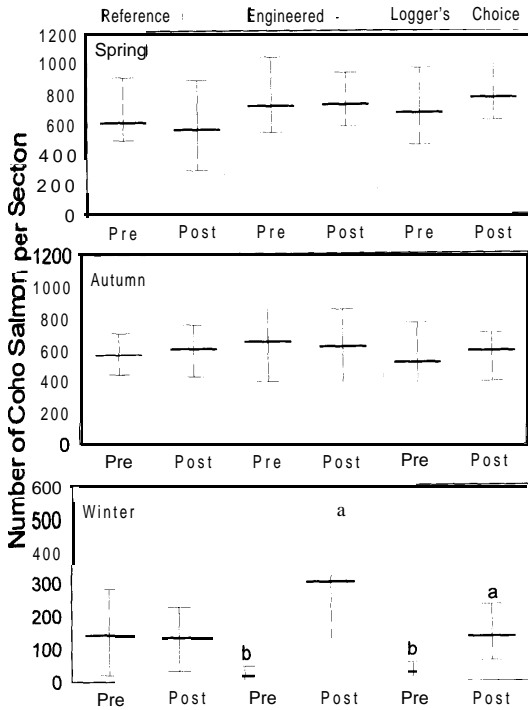 Reference Engineered - Logger's Choice
Number of Coho Salmon per Secton
1200
Spring
1000
800
600
400
200
0
Pre Post Pre Post Pre Post
1200
Autumn
1000
800
600
400
200
0
Pre Post Pre Post Pre Post
600
Winter a
500
400
300
200
100
0
b b a
Pre Post Pre Post Pre Post